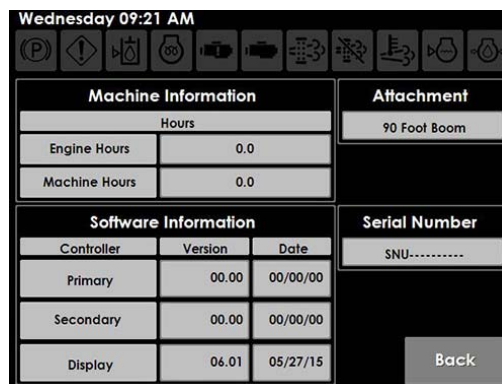 Wednesday 09:21 AM
(P)
Machine Information
Hours
Engine Hours 0.0
Machine Hours 0.0
Attachment
90 Foot Boom
Software Information
Controller Version Date
Primary 00.00 00/00/00
Secondary 00.00 00/00/00
Display 06.01 05/27/15
Serial Number
SNU----------
Back